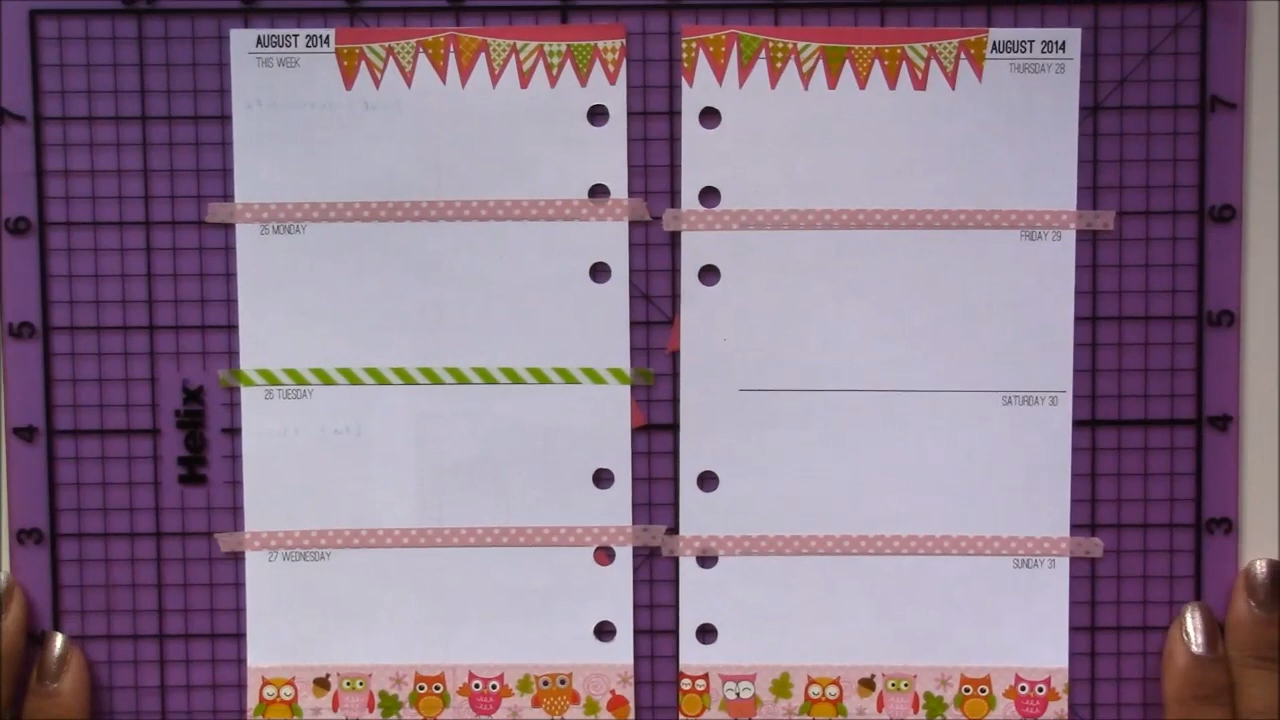 AUGUST 2014
THIS WEEK
25 MONDAY
26 TUESDAY
27 WEDNESDAY
AUGUST 2014
THURSDAY 28
FRIDAY 29
SATURDAY 30
SUNDAY 31
Helix
7
6
5
4
3
7
6
5
4
3